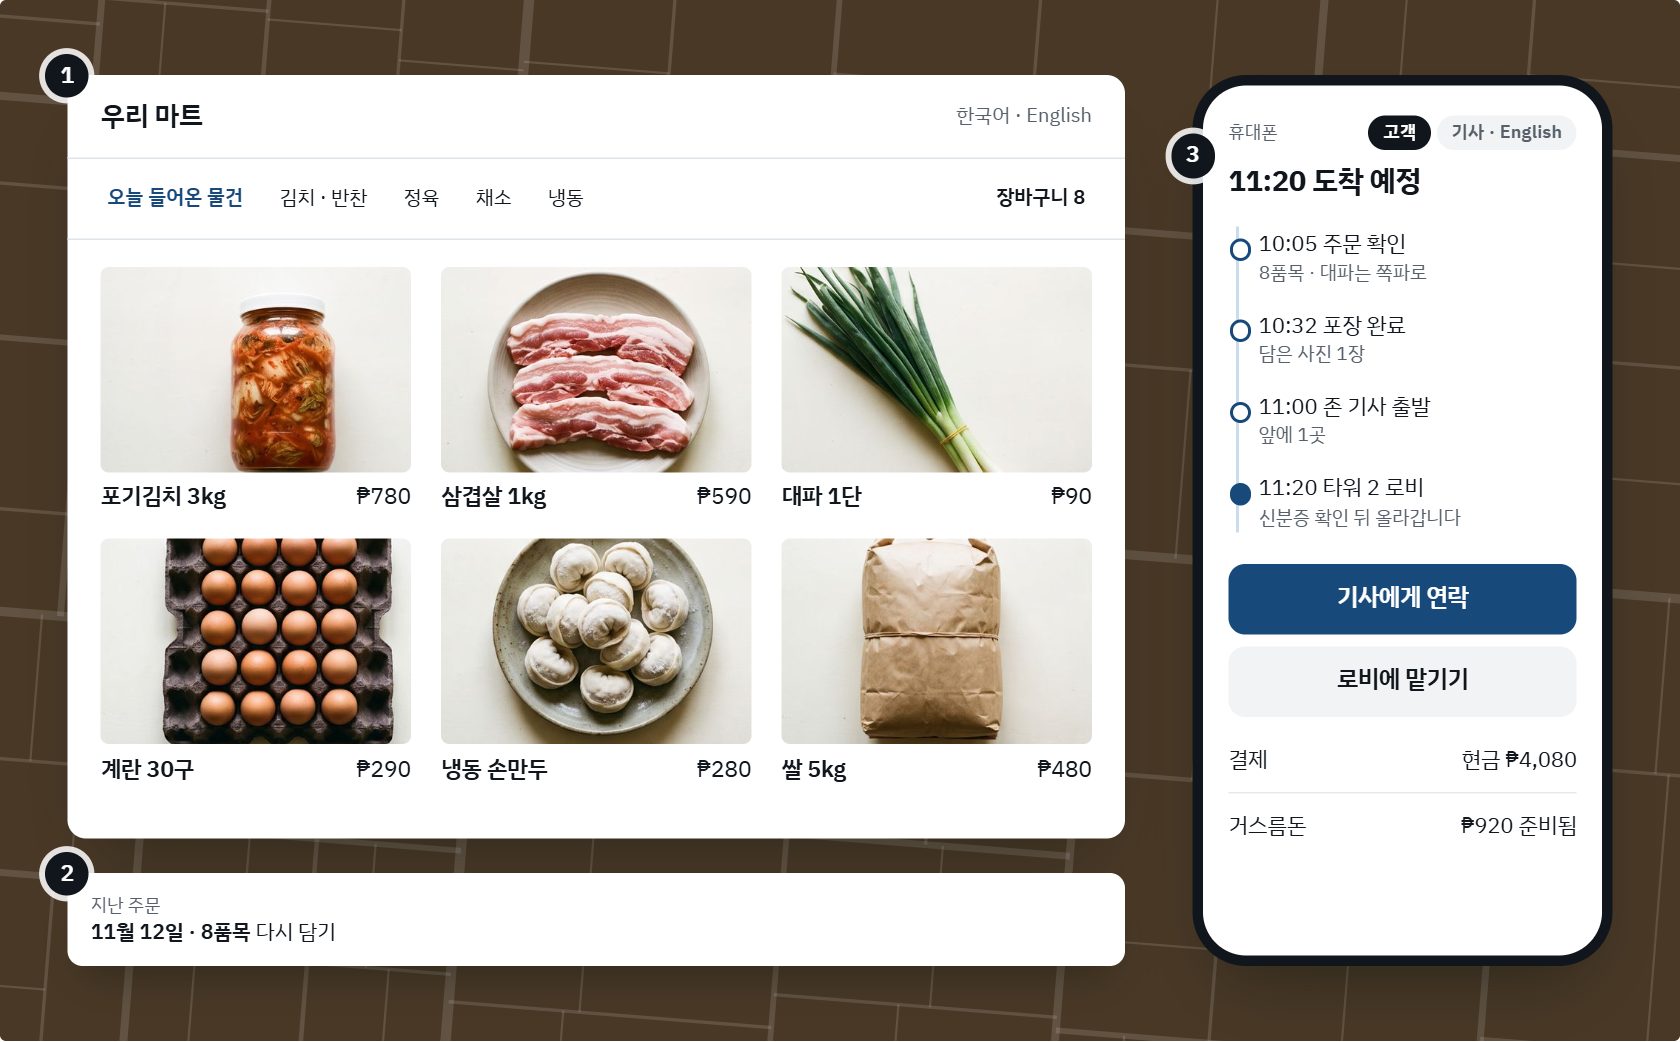 1
우리 마트
한국어 · English
오늘 들어온 물건 김치 · 반찬 정육 채소 냉동 장바구니 8
포기김치 3kg ₱780
삼겹살 1kg ₱590
대파 1단 ₱90
계란 30구 ₱290
냉동 손만두 ₱280
쌀 5kg ₱480
2
지난 주문
11월 12일 · 8품목 다시 담기
3
휴대폰 고객 기사 · English
11:20 도착 예정
10:05 주문 확인
8품목 · 대파는 쪽파로
10:32 포장 완료
담은 사진 1장
11:00 존 기사 출발
앞에 1곳
11:20 타워 2 로비
신분증 확인 뒤 올라갑니다
기사에게 연락
로비에 맡기기
결제 현금 ₱4,080
거스름돈 ₱920 준비됨